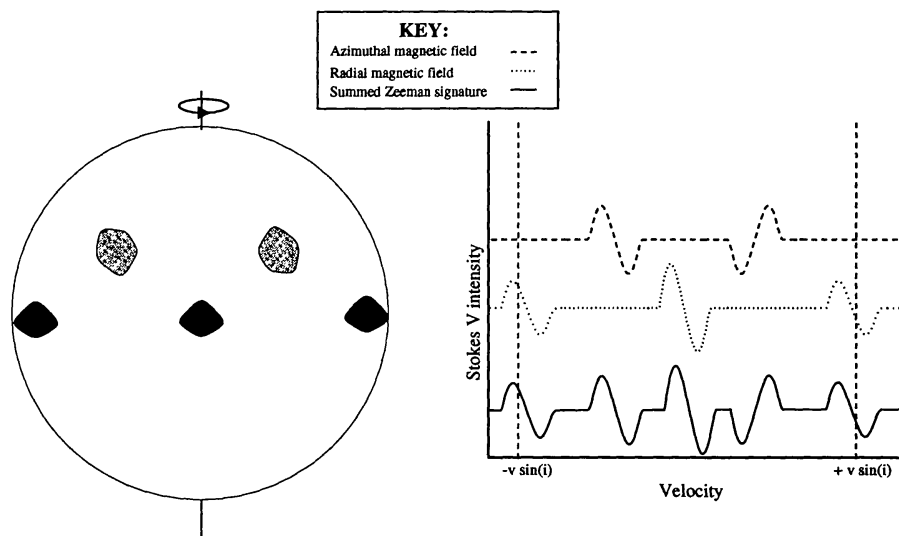 KEY:
Azimuthal magnetic field
Radial magnetic field
Summed Zeeman signature
Stokes V intensity
-v sin(i)
+ v sin(i)
Velocity